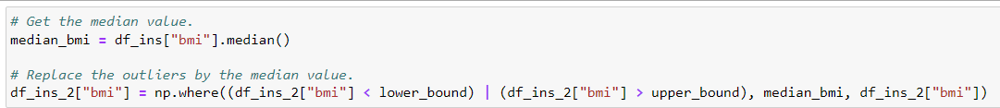 # Get the median value.
median_bmi = df_ins["bmi"].median()
# Replace the outliers by the median value.
df_ins_2["bmi"] = np.where((df_ins_2["bmi"] < lower_bound) | (df_ins_2["bmi"] > upper_bound), median_bmi, df_ins_2["bmi"])